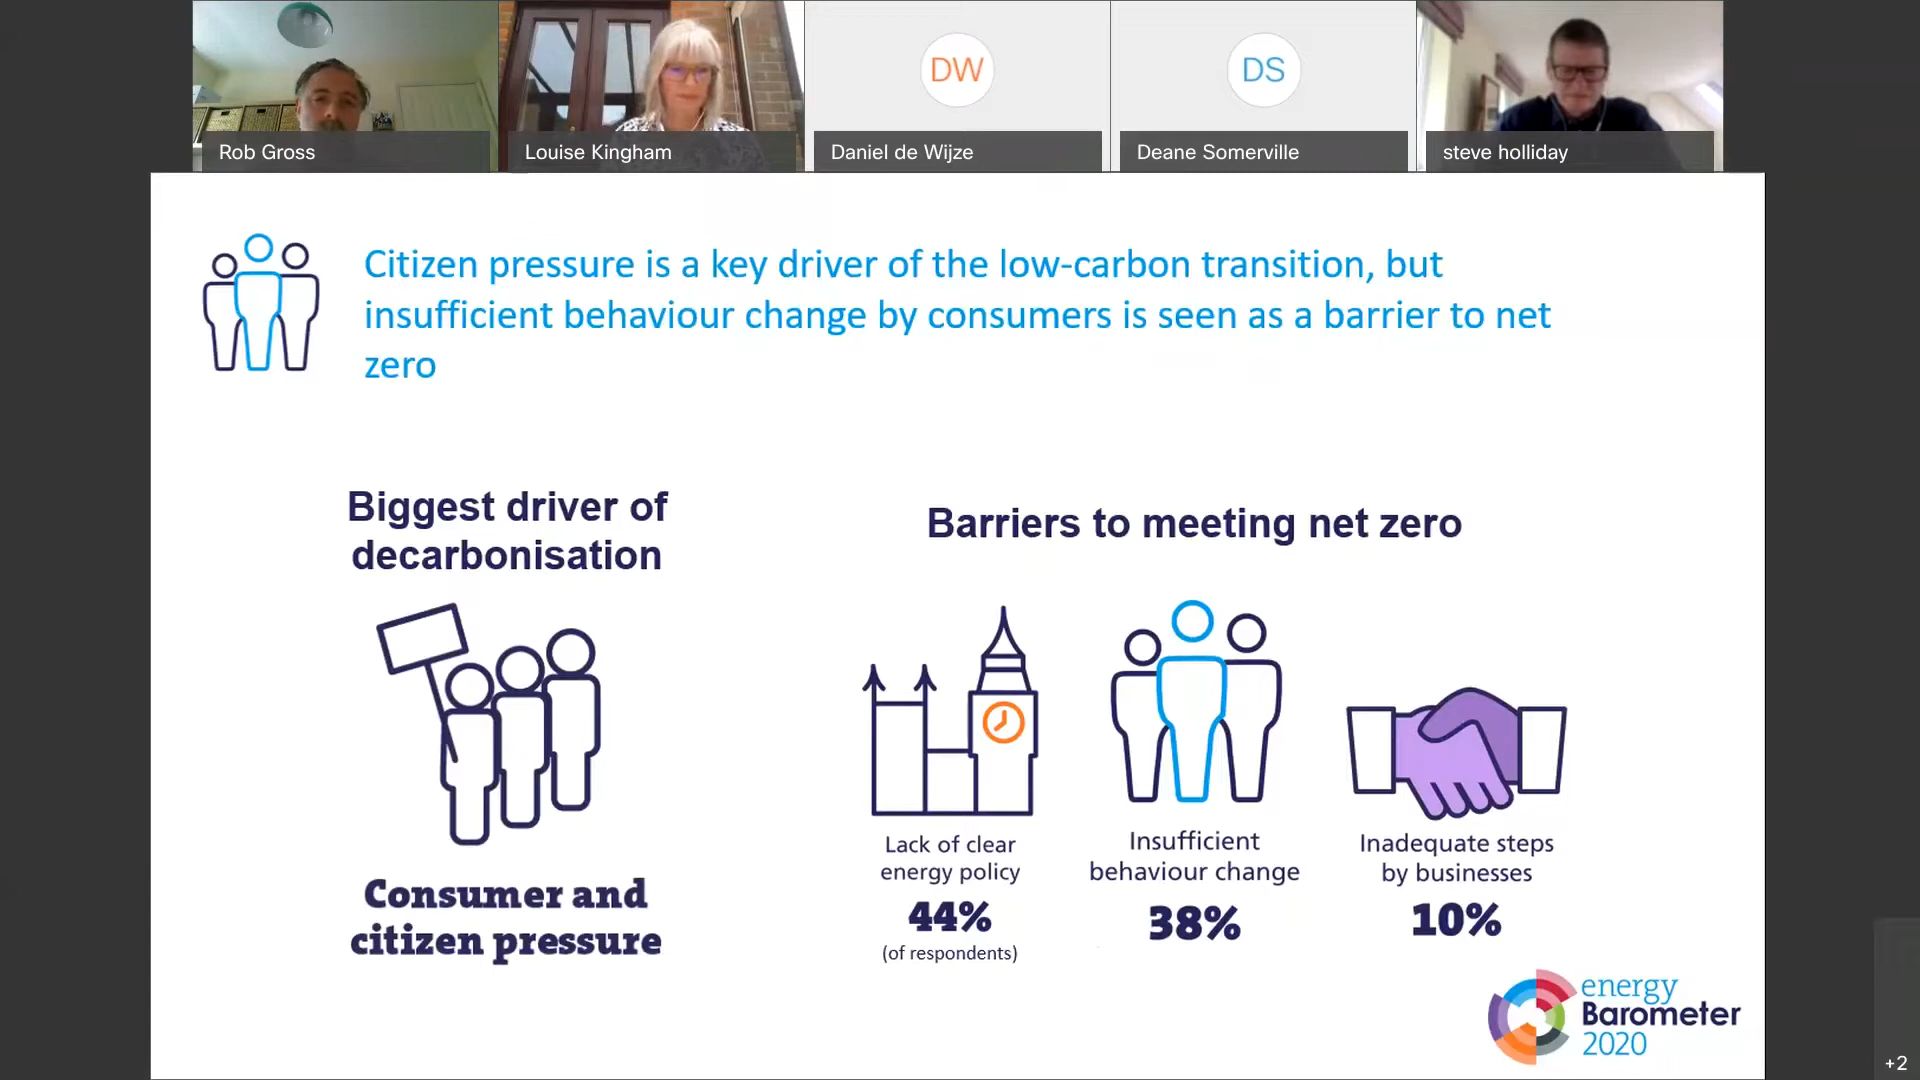 Rob Gross
Louise Kingham
DW
Daniel de Wijze
DS
Deane Somerville
steve holliday
Citizen pressure is a key driver of the low-carbon transition, but
insufficient behaviour change by consumers is seen as a barrier to net
zero
Biggest driver of
decarbonisation
Consumer and
citizen pressure
Barriers to meeting net zero
Lack of clear
energy policy
44%
(of respondents)
Insufficient
behaviour change
38%
Inadequate steps
by businesses
10%
energy
Barometer
2020
+2